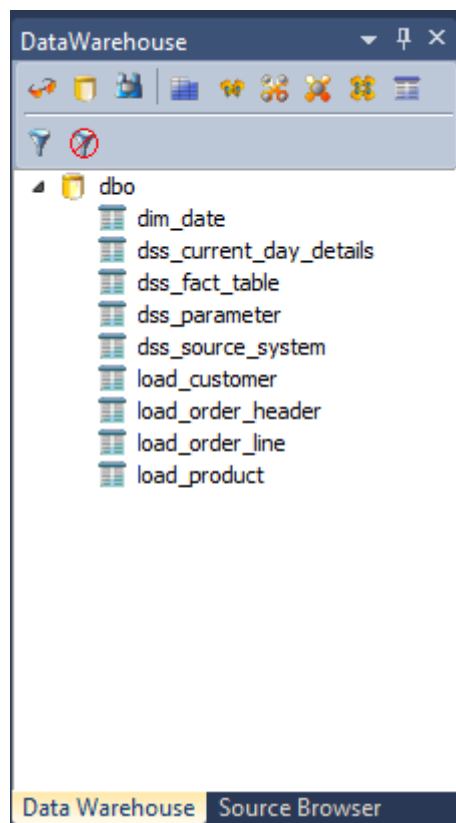 DataWarehouse
dbo
dim_date
dss_current_day_details
dss_fact_table
dss_parameter
dss_source_system
load_customer
load_order_header
load_order_line
load_product
Data Warehouse Source Browser